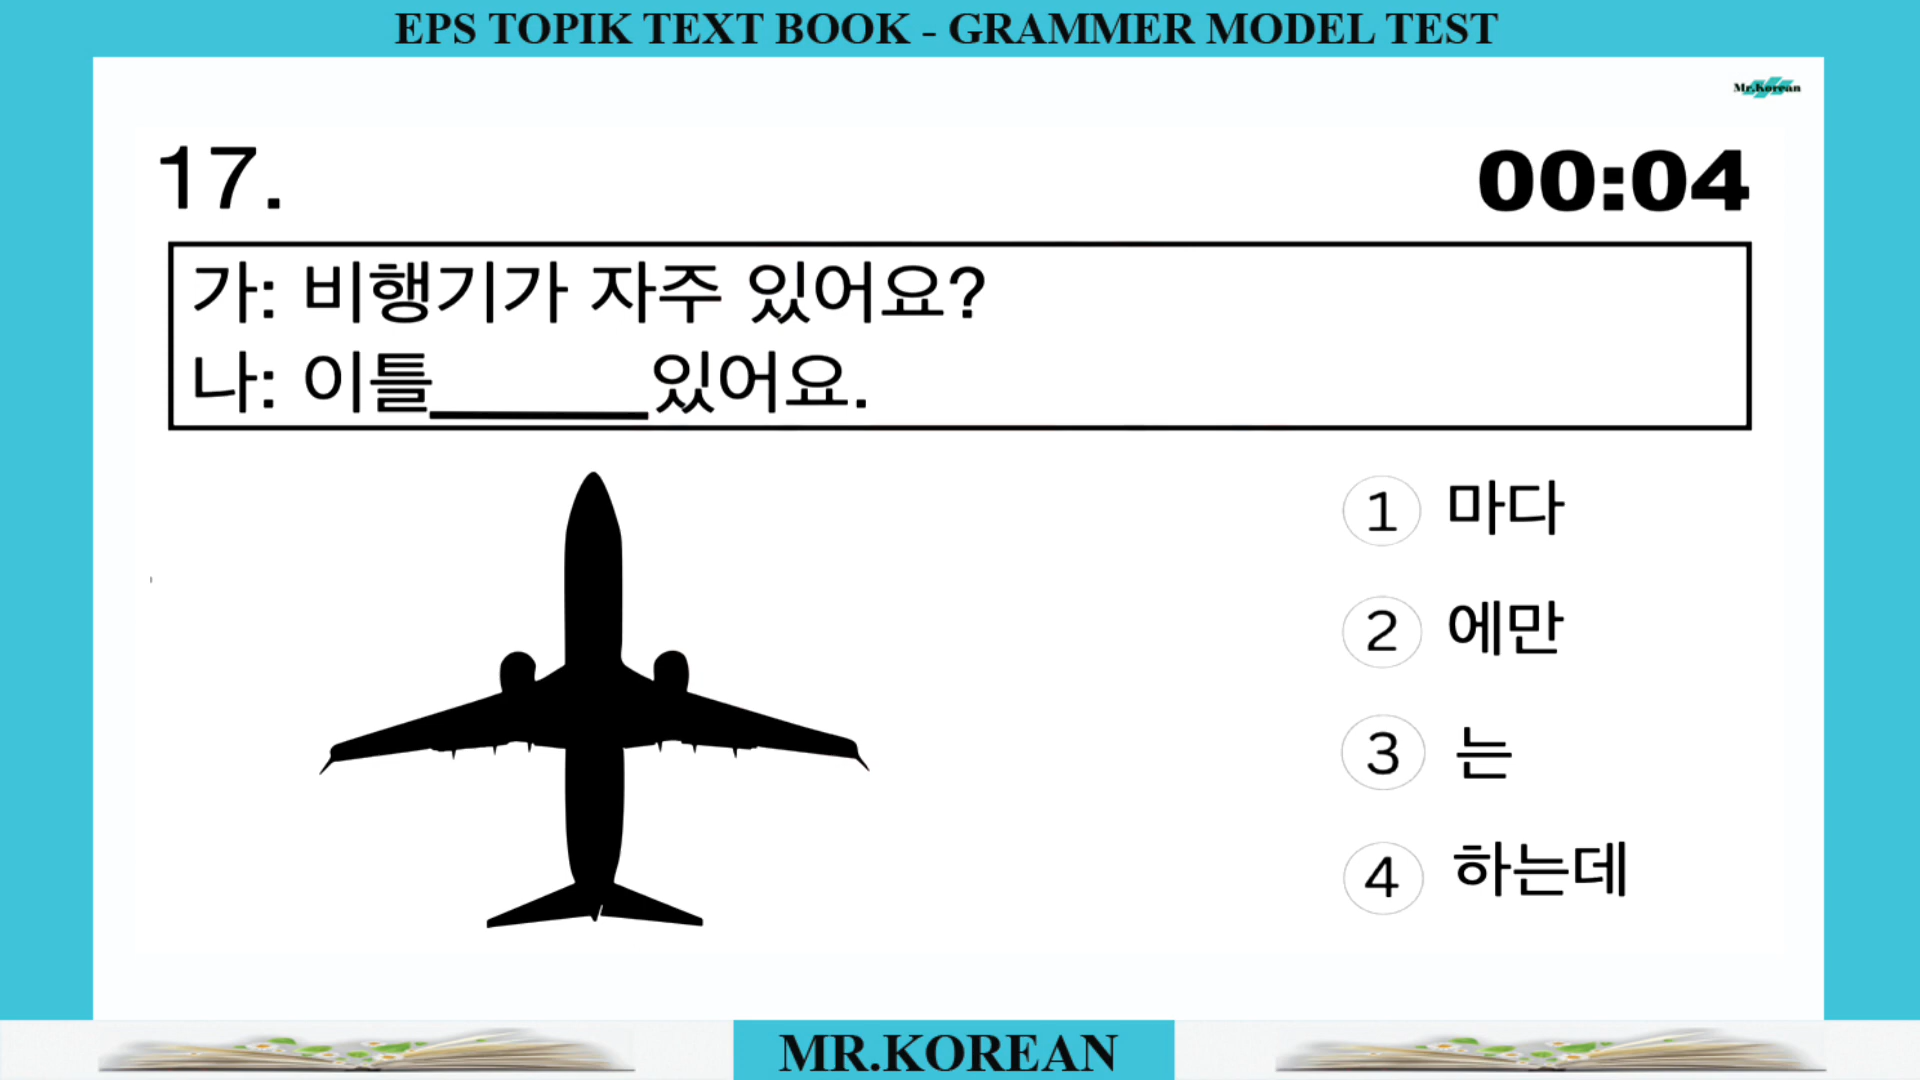 EPS TOPIK TEXT BOOK - GRAMMER MODEL TEST
Mr.Korean
17.
00:04
가: 비행기가 자주 있어요?
나: 이틀______있어요.
1 마다
2 에만
3 는
4 하는데
MR.KOREAN